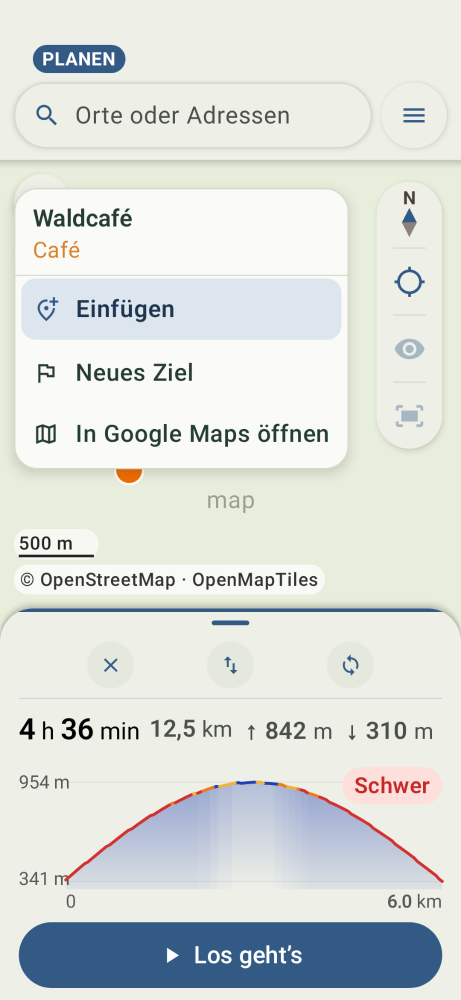 PLANEN
Orte oder Adressen
N
Waldcafé
Café
Einfügen
Neues Ziel
In Google Maps öffnen
map
500 m
© OpenStreetMap · OpenMapTiles
4 h 36 min 12,5 km ↑ 842 m ↓ 310 m
954 m
Schwer
341 m
0 6.0 km
Los geht's